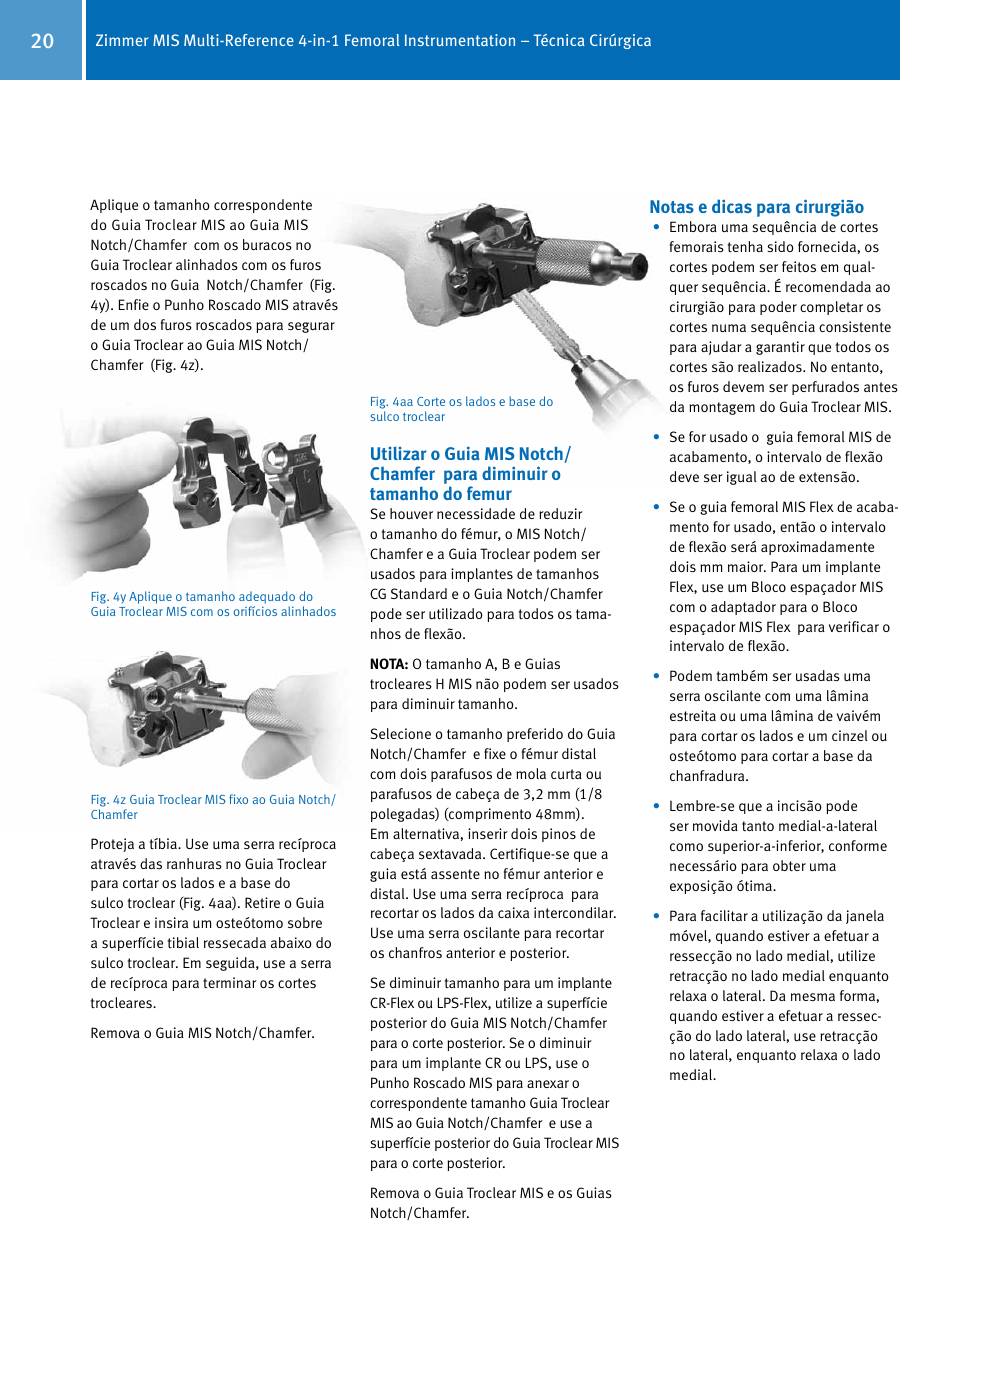 20
Zimmer MIS Multi-Reference 4-in-1 Femoral Instrumentation – Técnica Cirúrgica
Aplique o tamanho correspondente
do Guia Troclear MIS ao Guia MIS
Notch/Chamfer com os buracos no
Guia Troclear alinhados com os furos
roscados no Guia Notch/Chamfer (Fig.
4y). Enfie o Punho Roscado MIS através
de um dos furos roscados para segurar
o Guia Troclear ao Guia MIS Notch/
Chamfer (Fig. 4z).
Fig. 4y Aplique o tamanho adequado do
Guia Troclear MIS com os orifícios alinhados
Fig. 4z Guia Troclear MIS fixo ao Guia Notch/
Chamfer
Proteja a tíbia. Use uma serra recíproca
através das ranhuras no Guia Troclear
para cortar os lados e a base do
sulco troclear (Fig. 4aa). Retire o Guia
Troclear e insira um osteótomo sobre
a superfície tibial ressecada abaixo do
sulco troclear. Em seguida, use a serra
de recíproca para terminar os cortes
trocleares.
Remova o Guia MIS Notch/Chamfer.
Fig. 4aa Corte os lados e base do
sulco troclear
Utilizar o Guia MIS Notch/
Chamfer para diminuir o
tamanho do femur
Se houver necessidade de reduzir
o tamanho do fémur, o MIS Notch/
Chamfer e a Guia Troclear podem ser
usados para implantes de tamanhos
CG Standard e o Guia Notch/Chamfer
pode ser utilizado para todos os tama-
nhos de flexão.
NOTA: O tamanho A, B e Guias
trocleares H MIS não podem ser usados
para diminuir tamanho.
Selecione o tamanho preferido do Guia
Notch/Chamfer e fixe o fémur distal
com dois parafusos de mola curta ou
parafusos de cabeça de 3,2 mm (1/8
polegadas) (comprimento 48mm).
Em alternativa, inserir dois pinos de
cabeça sextavada. Certifique-se que a
guia está assente no fémur anterior e
distal. Use uma serra recíproca para
recortar os lados da caixa intercondilar.
Use uma serra oscilante para recortar
os chanfros anterior e posterior.
Se diminuir tamanho para um implante
CR-Flex ou LPS-Flex, utilize a superfície
posterior do Guia MIS Notch/Chamfer
para o corte posterior. Se o diminuir
para um implante CR ou LPS, use o
Punho Roscado MIS para anexar o
correspondente tamanho Guia Troclear
MIS ao Guia Notch/Chamfer e use a
superfície posterior do Guia Troclear MIS
para o corte posterior.
Remova o Guia Troclear MIS e os Guias
Notch/Chamfer.
Notas e dicas para cirurgião
• Embora uma sequência de cortes
femorais tenha sido fornecida, os
cortes podem ser feitos em qual-
quer sequência. É recomendada ao
cirurgião para poder completar os
cortes numa sequência consistente
para ajudar a garantir que todos os
cortes são realizados. No entanto,
os furos devem ser perfurados antes
da montagem do Guia Troclear MIS.
• Se for usado o guia femoral MIS de
acabamento, o intervalo de flexão
deve ser igual ao de extensão.
• Se o guia femoral MIS Flex de acaba-
mento for usado, então o intervalo
de flexão será aproximadamente
dois mm maior. Para um implante
Flex, use um Bloco espaçador MIS
com o adaptador para o Bloco
espaçador MIS Flex para verificar o
intervalo de flexão.
• Podem também ser usadas uma
serra oscilante com uma lâmina
estreita ou uma lâmina de vaivém
para cortar os lados e um cinzel ou
osteótomo para cortar a base da
chanfradura.
• Lembre-se que a incisão pode
ser movida tanto medial-a-lateral
como superior-a-inferior, conforme
necessário para obter uma
exposição ótima.
• Para facilitar a utilização da janela
móvel, quando estiver a efetuar a
ressecção no lado medial, utilize
retracção no lado medial enquanto
relaxa o lateral. Da mesma forma,
quando estiver a efetuar a ressec-
ção do lado lateral, use retracção
no lateral, enquanto relaxa o lado
medial.